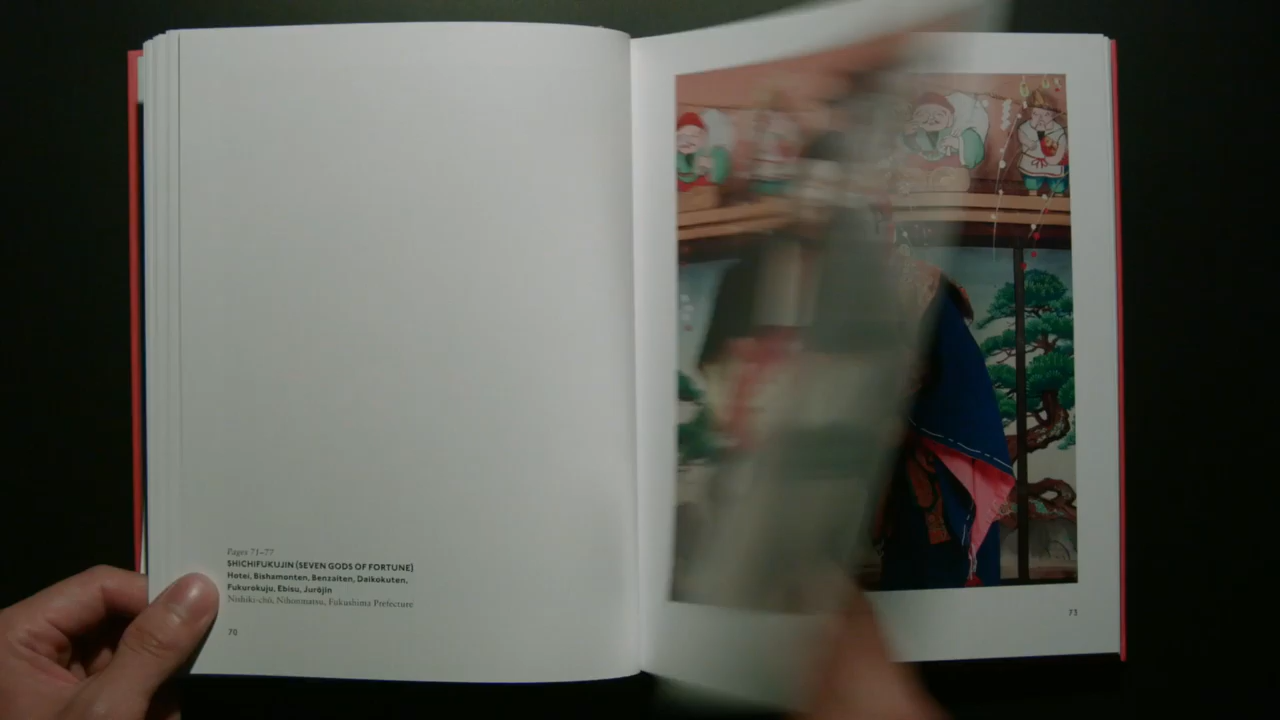 Pages 71–77
SHICHIFUKUJIN (SEVEN GODS OF FORTUNE)
Hotei, Bishamonten, Benzaiten, Daikokuten,
Fukurokuju, Ebisu, Jurōjin
Nishiki-chō, Nihonmatsu, Fukushima Prefecture
70
73